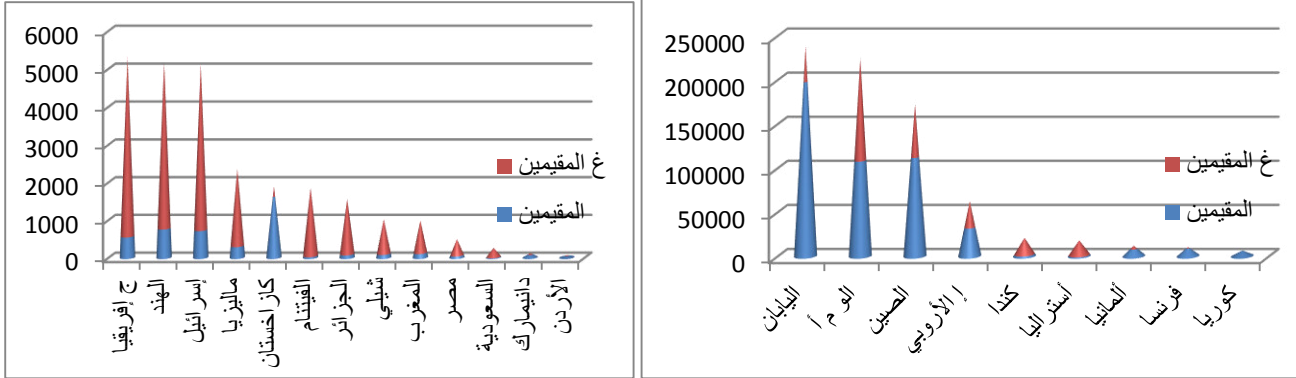 6000
5000
4000
3000
2000
1000
0
غ المقيمين
المقيمين
ج إفريقيا
الهند
إسرائيل
ماليزيا
كازاخستان
الفيتنام
الجزائر
شيلي
المغرب
مصر
السعودية
دانيمارك
الأردن
250000
200000
150000
100000
50000
0
غ المقيمين
المقيمين
اليابان
الو م أ
الصين
إ الأروبي
كندا
أستراليا
ألمانيا
فرنسا
كوريا